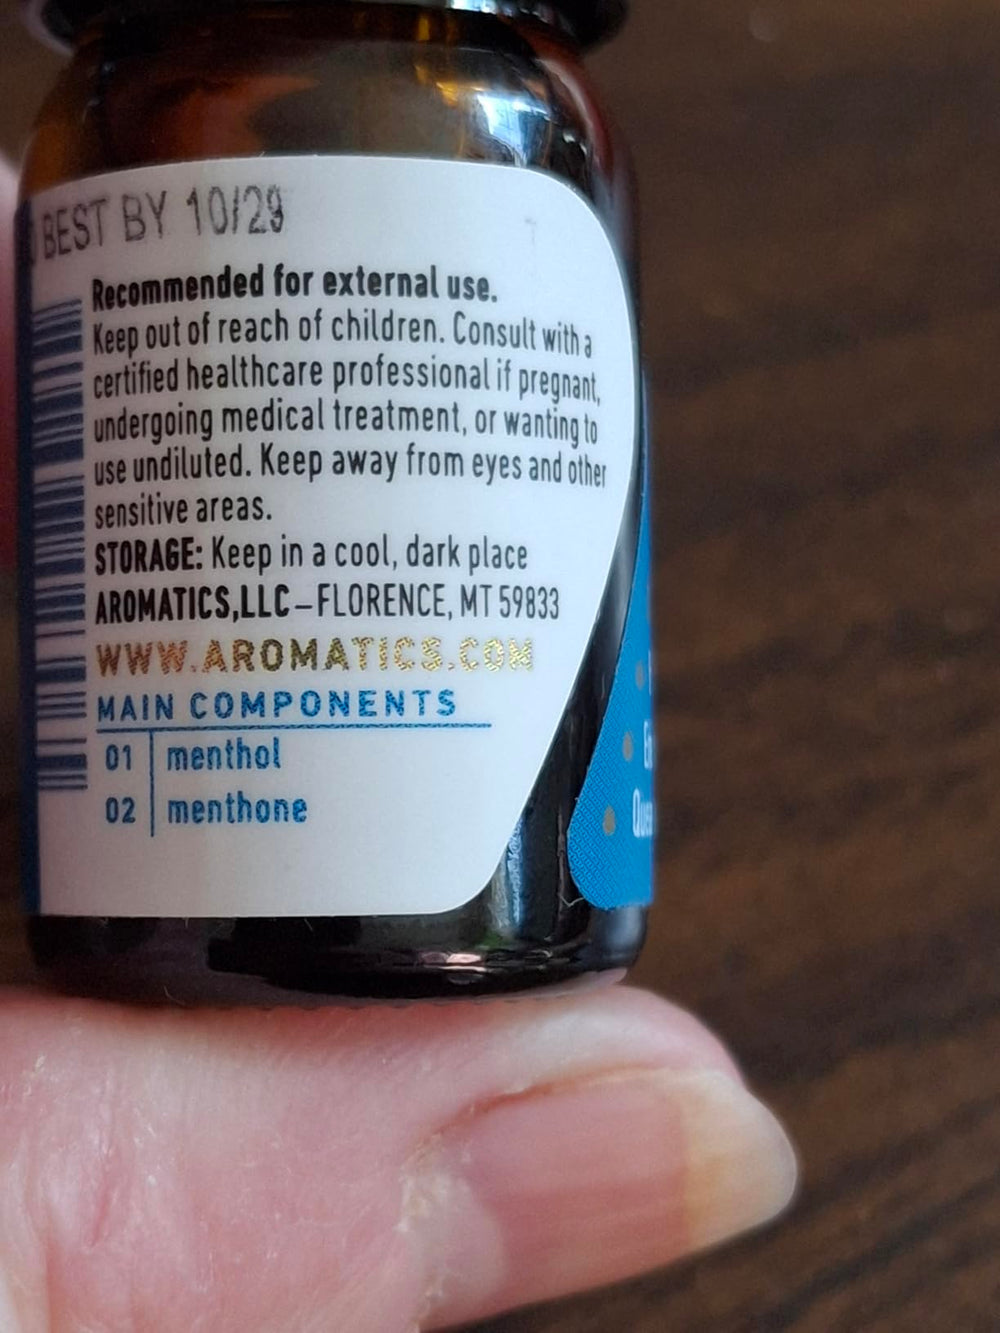 BEST BY 10/29
Recommended for external use.
Keep out of reach of children. Consult with a
certified healthcare professional if pregnant,
undergoing medical treatment, or wanting to
use undiluted. Keep away from eyes and other
sensitive areas.
STORAGE: Keep in a cool, dark place
AROMATICS,LLC–FLORENCE, MT 59833
WWW.AROMATICS.COM
MAIN COMPONENTS
01 menthol
02 menthone